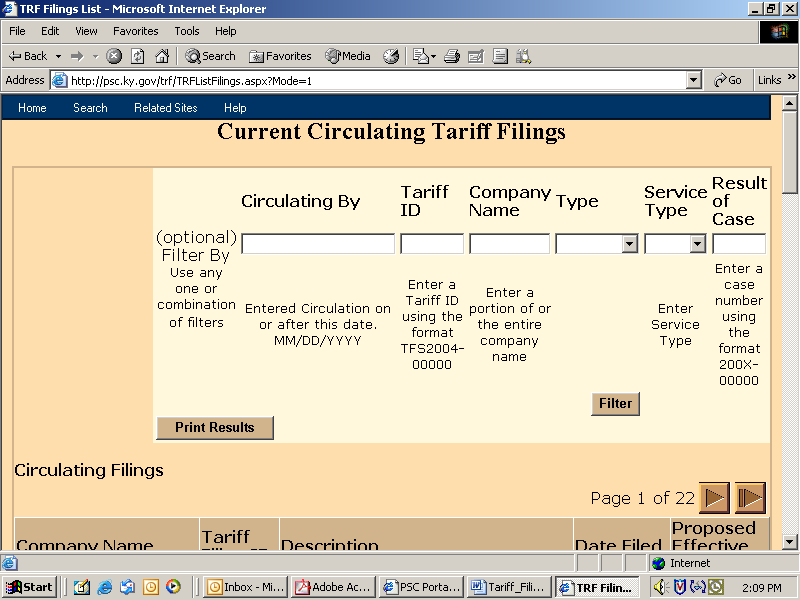 TRF Filings List - Microsoft Internet Explorer
File Edit View Favorites Tools Help
Back Search Favorites Media
Address http://psc.ky.gov/trf/TRFListFilings.aspx?Mode=1 Go Links »
Home Search Related Sites Help
Current Circulating Tariff Filings
(optional)
Filter By
Use any
one or
combination
of filters
Circulating By
Entered Circulation on
or after this date.
MM/DD/YYYY
Tariff
ID
Enter a
Tariff ID
using the
format
TFS2004-
00000
Company
Name
Enter a
portion of or
the entire
company
name
Type
Service
Type
Enter
Service
Type
Result
of
Case
Enter a
case
number
using
the
format
200X-
00000
Filter
Print Results
Circulating Filings
Page 1 of 22
Company Name
Tariff
Description
Date Filed
Proposed
Effective
Internet
Start Inbox - Mi... Adobe Ac... PSC Porta... Tariff_Fili... TRF Filin... 2:09 PM